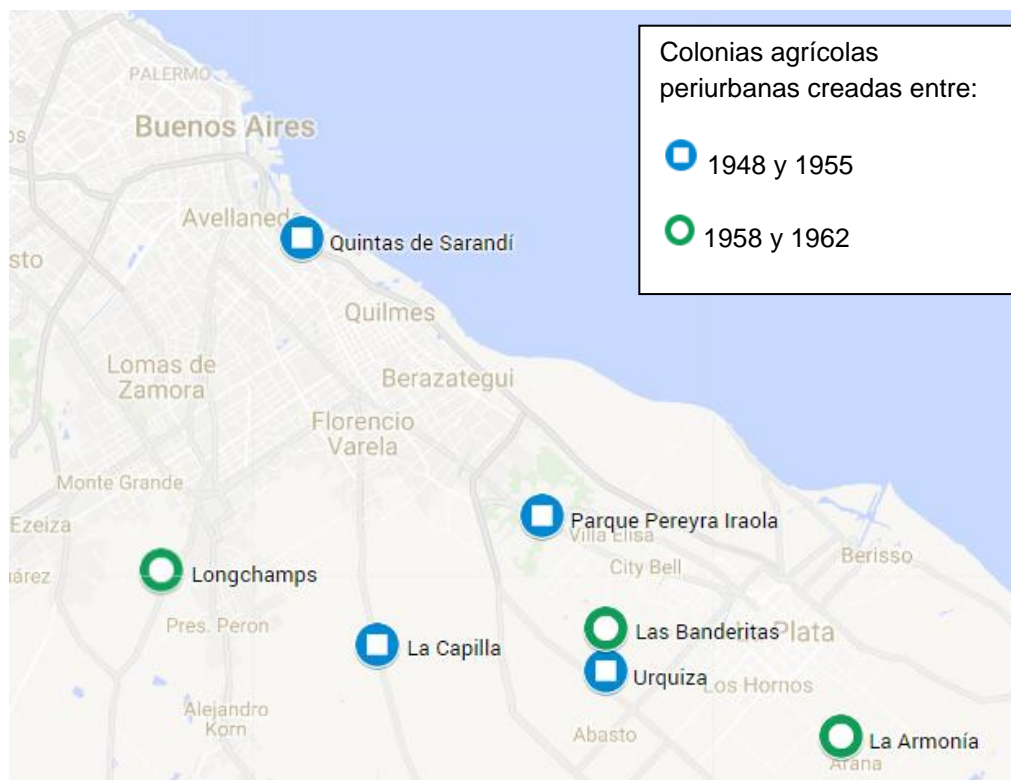 Colonias agrícolas
periurbanas creadas entre:
1948 y 1955
1958 y 1962
PALERMO
Buenos Aires
Avellaneda
Quintas de Sarandí
sto
Quilmes
Lomas de
Zamora
Berazategui
Florencio
Varela
Monte Grande
Ezeiza
Parque Pereyra Iraola
Villa Elisa
City Bell
Berisso
uárez
Longchamps
Pres. Peron
La Capilla
Las Banderitas
La Plata
Urquiza
Los Hornos
Alejandro
Korn
Abasto
La Armonía
Arana